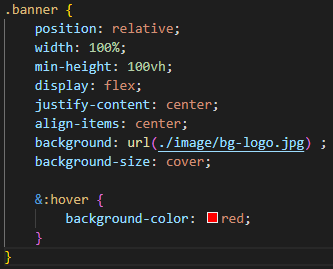 .banner {
position: relative;
width: 100%;
min-height: 100vh;
display: flex;
justify-content: center;
align-items: center;
background: url(./image/bg-logo.jpg) ;
background-size: cover;
&:hover {
background-color: red;
}
}